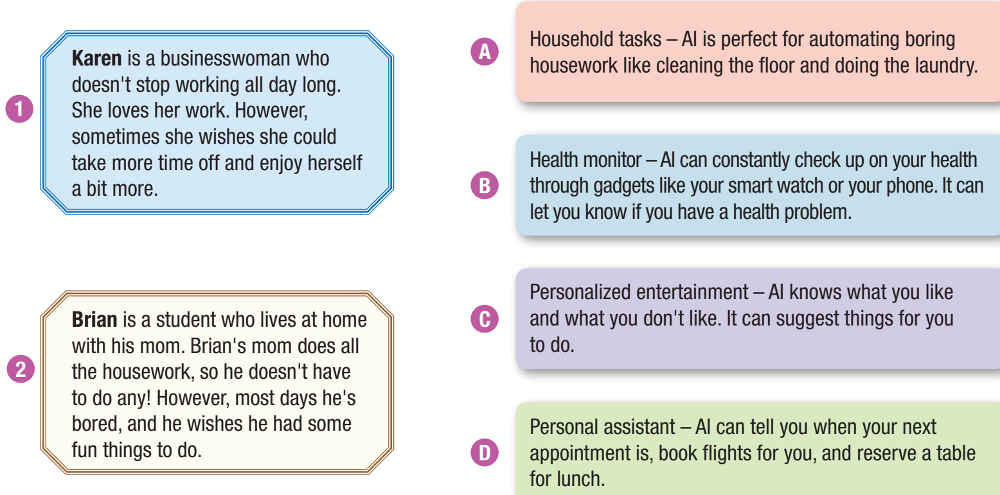 1
Karen is a businesswoman who
doesn't stop working all day long.
She loves her work. However,
sometimes she wishes she could
take more time off and enjoy herself
a bit more.
2
Brian is a student who lives at home
with his mom. Brian's mom does all
the housework, so he doesn't have
to do any! However, most days he's
bored, and he wishes he had some
fun things to do.
A
Household tasks – AI is perfect for automating boring
housework like cleaning the floor and doing the laundry.
B
Health monitor – AI can constantly check up on your health
through gadgets like your smart watch or your phone. It can
let you know if you have a health problem.
C
Personalized entertainment – AI knows what you like
and what you don't like. It can suggest things for you
to do.
D
Personal assistant – AI can tell you when your next
appointment is, book flights for you, and reserve a table
for lunch.